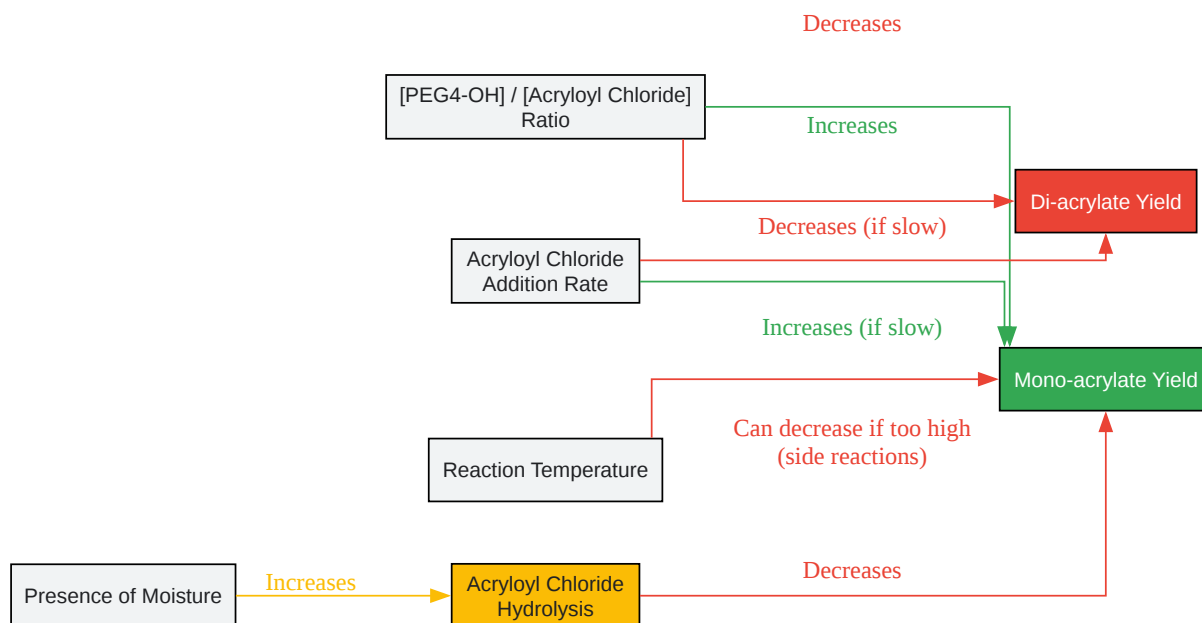 Decreases
[PEG4-OH] / [Acryloyl Chloride]
Ratio
Increases
Di-acrylate Yield
Decreases (if slow)
Acryloyl Chloride
Addition Rate
Increases (if slow)
Mono-acrylate Yield
Can decrease if too high
(side reactions)
Reaction Temperature
Presence of Moisture
Increases
Acryloyl Chloride
Hydrolysis
Decreases